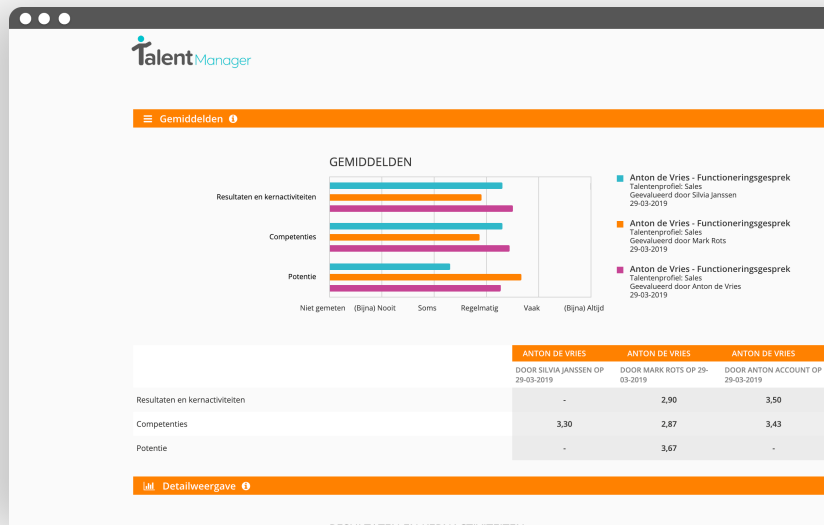 Talent Manager
Gemiddelden
GEMIDDELDEN
Resultaten en kernactiviteiten
Competenties
Potentie
Niet gemeten (Bijna) Nooit Soms Regelmatig Vaak (Bijna) Altijd
Anton de Vries - Functioneringsgesprek
Talentenprofiel: Sales
Geevalueerd door Silvia Janssen
29-03-2019
Anton de Vries - Functioneringsgesprek
Talentenprofiel: Sales
Geevalueerd door Mark Rots
29-03-2019
Anton de Vries - Functioneringsgesprek
Talentenprofiel: Sales
Geevalueerd door Anton de Vries
29-03-2019
ANTON DE VRIES ANTON DE VRIES ANTON DE VRIES
DOOR SILVIA JANSSEN OP DOOR MARK ROTS OP 29- DOOR ANTON ACCOUNT OP
29-03-2019 03-2019 29-03-2019
Resultaten en kernactiviteiten - 2,90 3,50
Competenties 3,30 2,87 3,43
Potentie - 3,67 -
Detailweergave